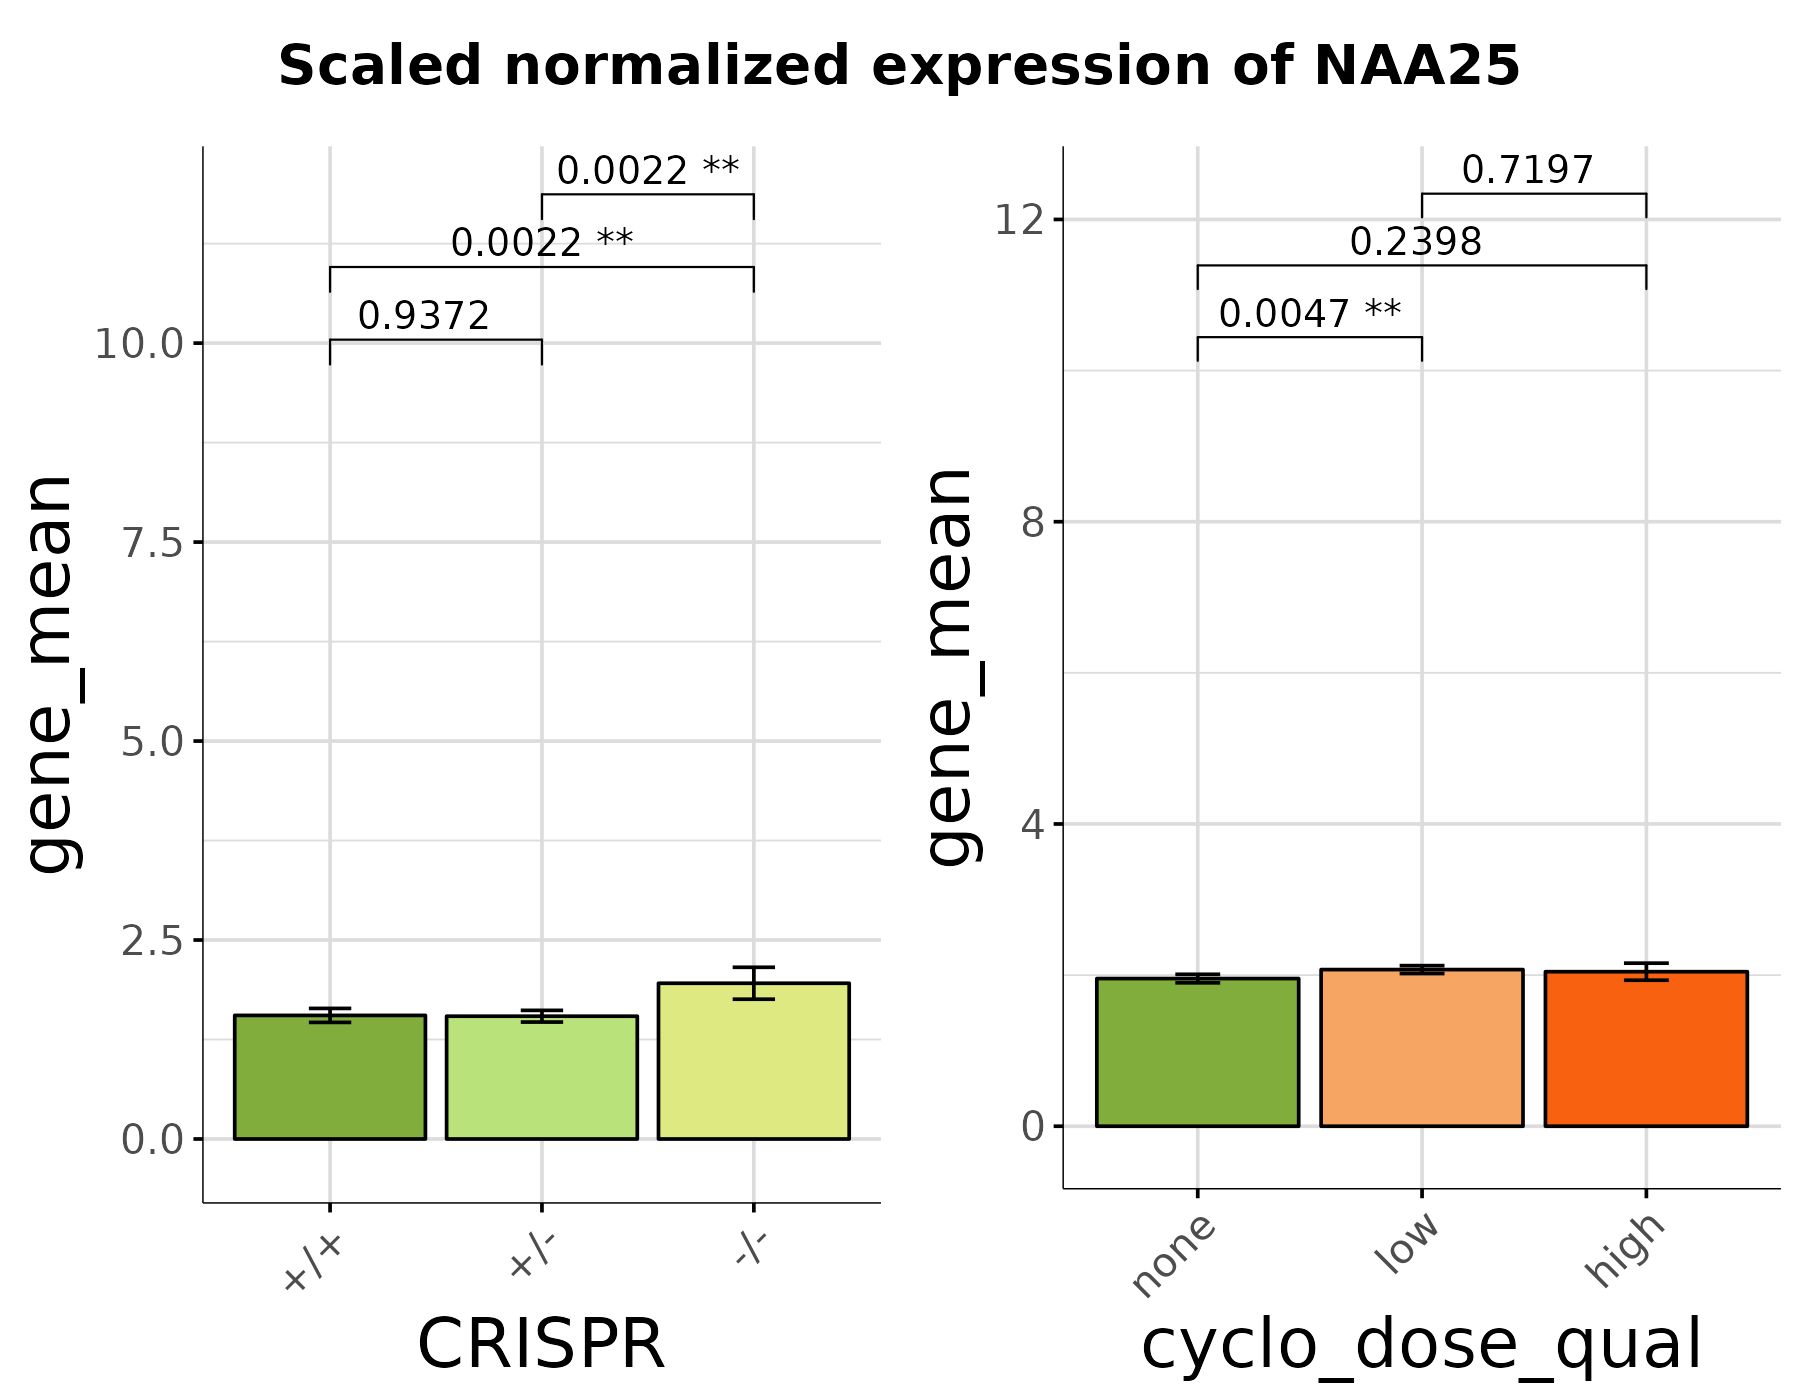 Scaled normalized expression of NAA25
gene_mean
10.0
7.5
5.0
2.5
0.0
0.0022 **
0.0022 **
0.9372
+/+
+/-
-/-
CRISPR
gene_mean
12
8
4
0
0.7197
0.2398
0.0047 **
none
low
high
cyclo_dose_qual